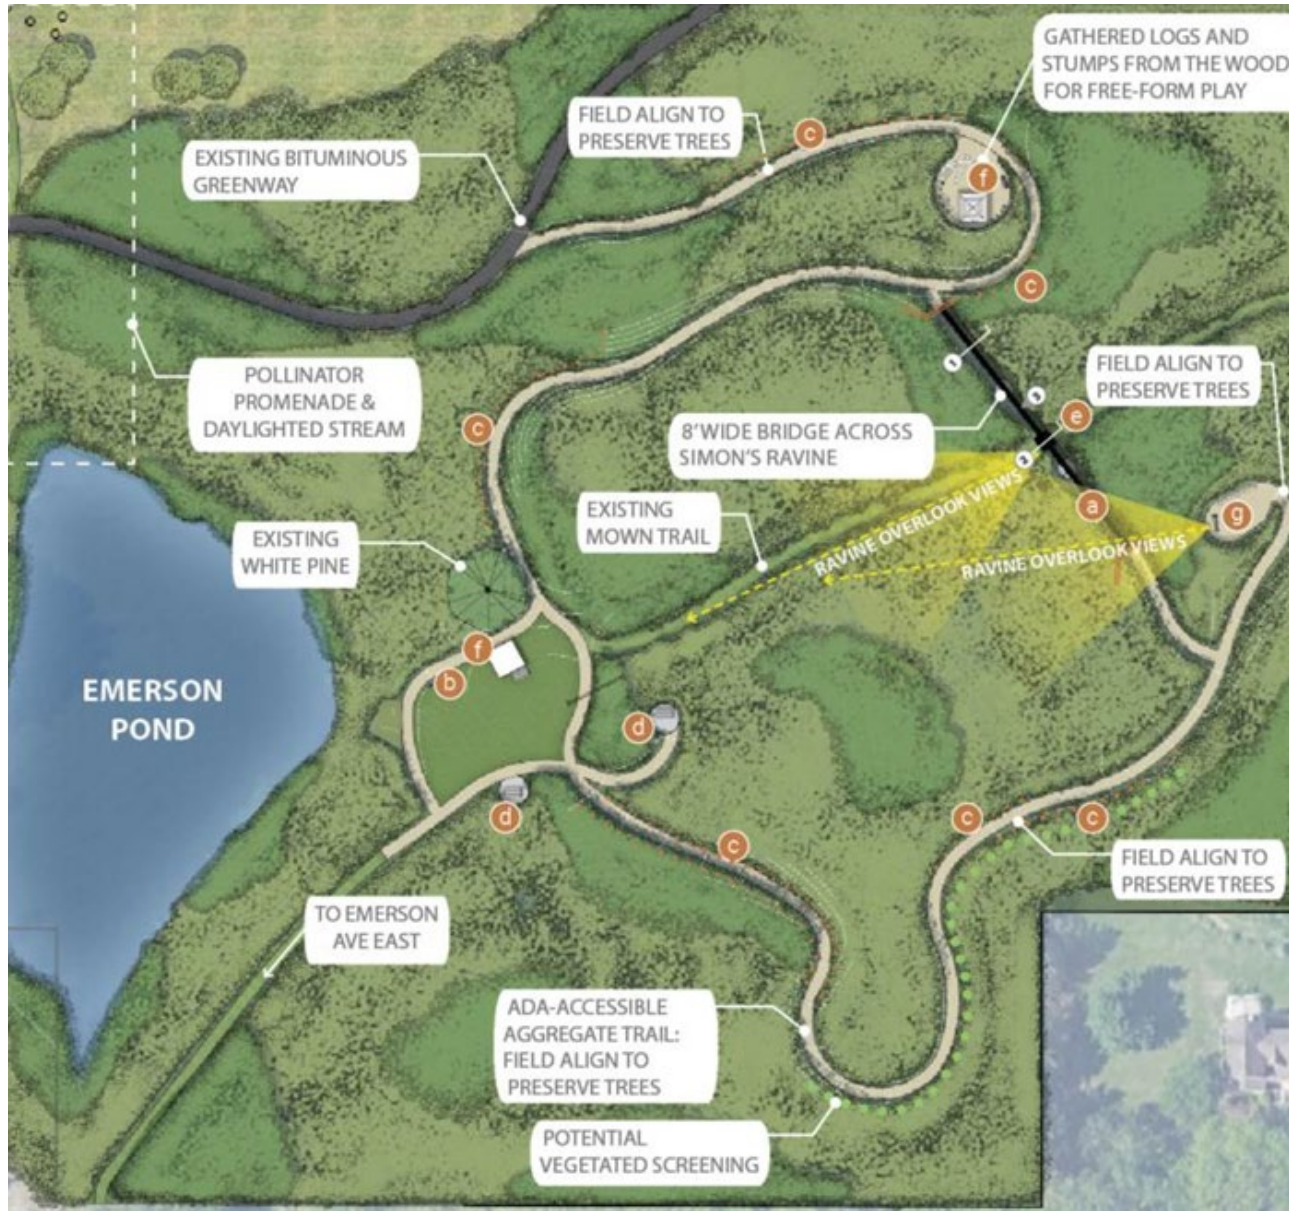 GATHERED LOGS AND
STUMPS FROM THE WOOD
FOR FREE-FORM PLAY
FIELD ALIGN TO
PRESERVE TREES
c
EXISTING BITUMINOUS
GREENWAY
f
c
POLLINATOR
PROMENADE &
DAYLIGHTED STREAM
1
FIELD ALIGN TO
PRESERVE TREES
3
8' WIDE BRIDGE ACROSS
SIMON'S RAVINE
e
c
2
EXISTING
MOWN TRAIL
RAVINE OVERLOOK VIEWS
a
g
RAVINE OVERLOOK VIEWS
EXISTING
WHITE PINE
f
b
EMERSON
POND
d
d
c
c
c
FIELD ALIGN TO
PRESERVE TREES
TO EMERSON
AVE EAST
ADA-ACCESSIBLE
AGGREGATE TRAIL:
FIELD ALIGN TO
PRESERVE TREES
POTENTIAL
VEGETATED SCREENING